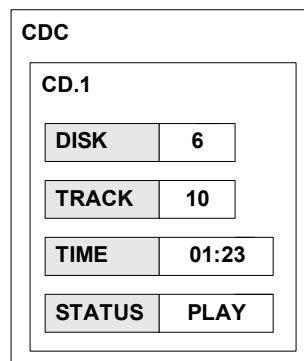 CDC
CD.1
DISK 6
TRACK 10
TIME 01:23
STATUS PLAY